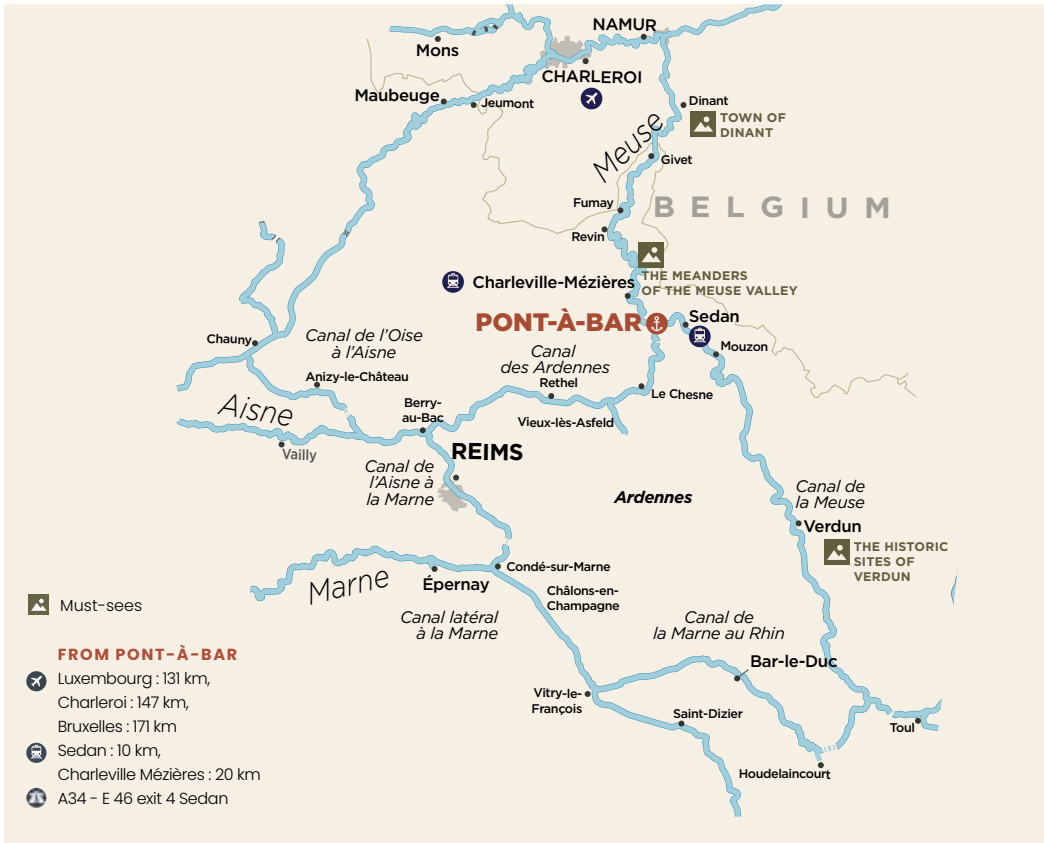 NAMUR
Mons
CHARLEROI
Maubeuge
Jeumont
Dinant
TOWN OF
DINANT
Meuse
Givet
Fumay
BELGIUM
Revin
Charleville-Mézières
THE MEANDERS
OF THE MEUSE VALLEY
PONT-À-BAR
Sedan
Chauny
Canal de l'Oise
à l'Aisne
Mouzon
Canal
des Ardennes
Anizy-le-Château
Rethel
Le Chesne
Aisne
Berry-
au-Bac
Vieux-lès-Asfeld
Vailly
REIMS
Canal de
l'Aisne à
la Marne
Ardennes
Canal de
la Meuse
Verdun
THE HISTORIC
SITES OF
VERDUN
Condé-sur-Marne
Marne
Épernay
Châlons-en-
Champagne
Canal latéral
à la Marne
Canal de
la Marne au Rhin
Bar-le-Duc
Vitry-le-
François
Saint-Dizier
Toul
Houdelaincourt
Must-sees
FROM PONT-À-BAR
Luxembourg : 131 km,
Charleroi : 147 km,
Bruxelles : 171 km
Sedan : 10 km,
Charleville Mézières : 20 km
A34 - E 46 exit 4 Sedan